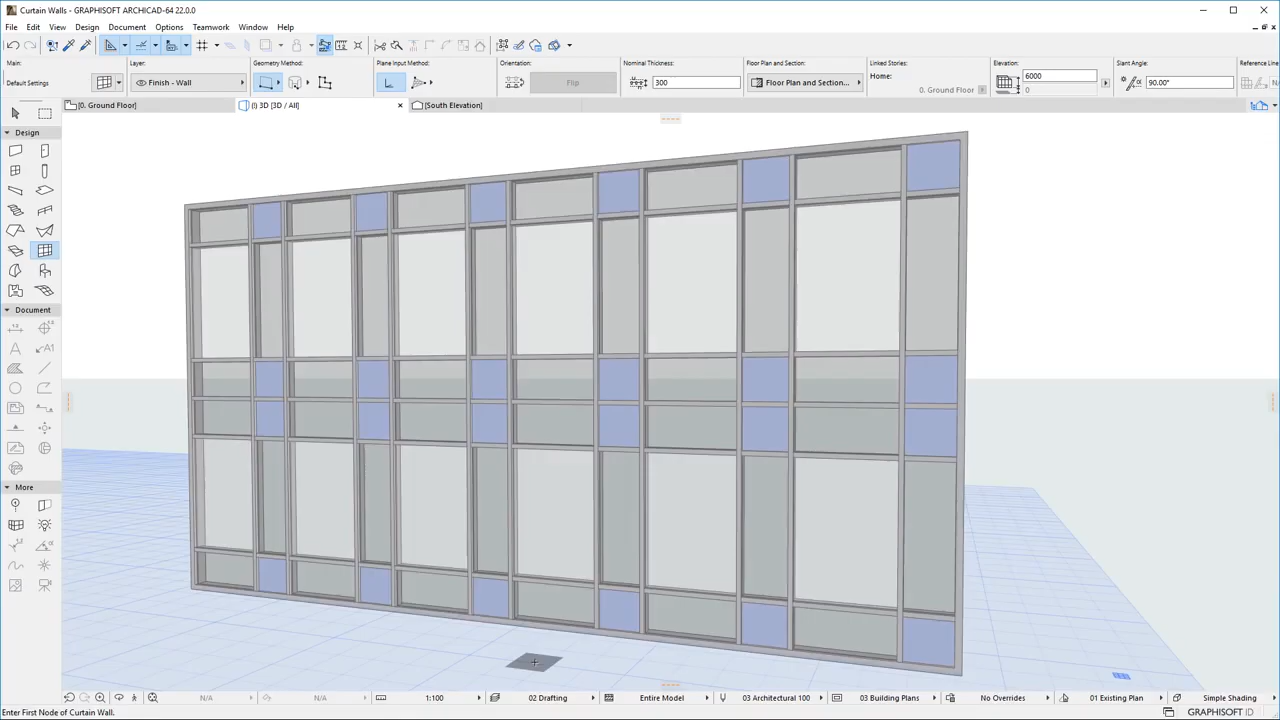 Curtain Walls - GRAPHISOFT ARCHICAD-64 22.0.0
File Edit View Design Document Options Teamwork Window Help
Main: Layer: Geometry Method: Plane Input Method: Orientation: Nominal Thickness: Floor Plan and Section: Linked Stories: Elevation: Slant Angle: Reference Line
Default Settings Finish - Wall Flip 300 Floor Plan and Section... Home: 0. Ground Floor 6000 0 90.00°
[0. Ground Floor] (!) 3D [3D / All] [South Elevation]
Design
Document
A1
More
N/A N/A 1:100 02 Drafting Entire Model 03 Architectural 100 03 Building Plans No Overrides 01 Existing Plan Simple Shading
Enter First Node of Curtain Wall. GRAPHISOFT ID